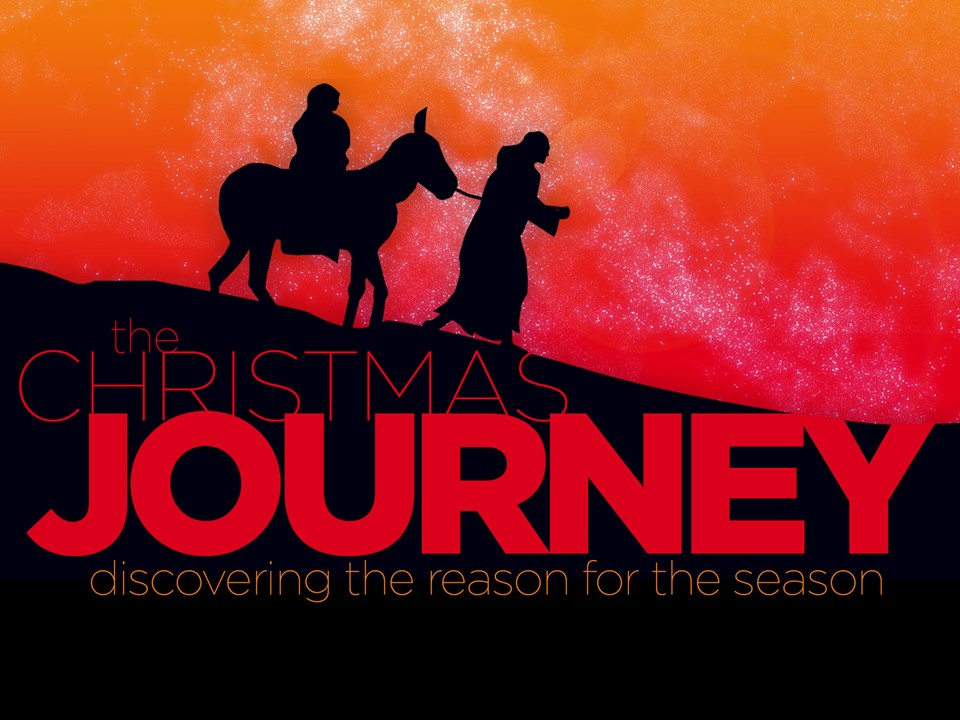 the
CHRISTMAS
JOURNEY
discovering the reason for the season